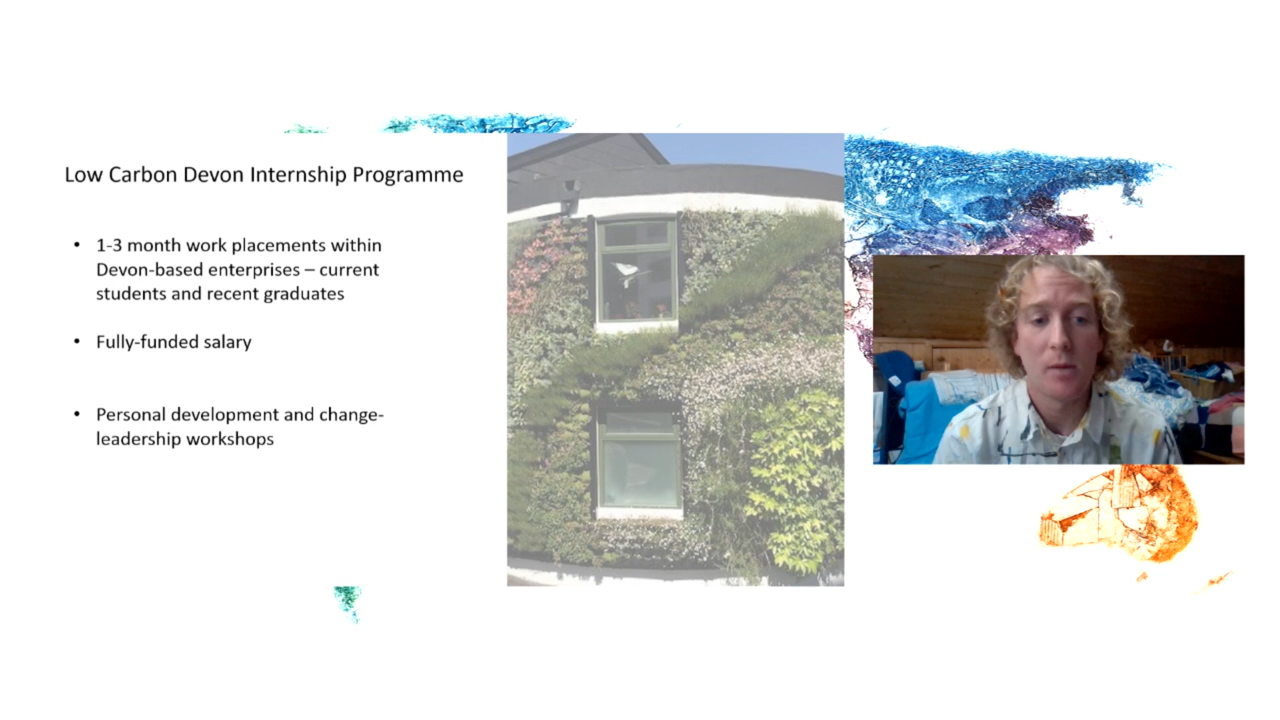 Low Carbon Devon Internship Programme
• 1-3 month work placements within
Devon-based enterprises – current
students and recent graduates
• Fully-funded salary
• Personal development and change-
leadership workshops